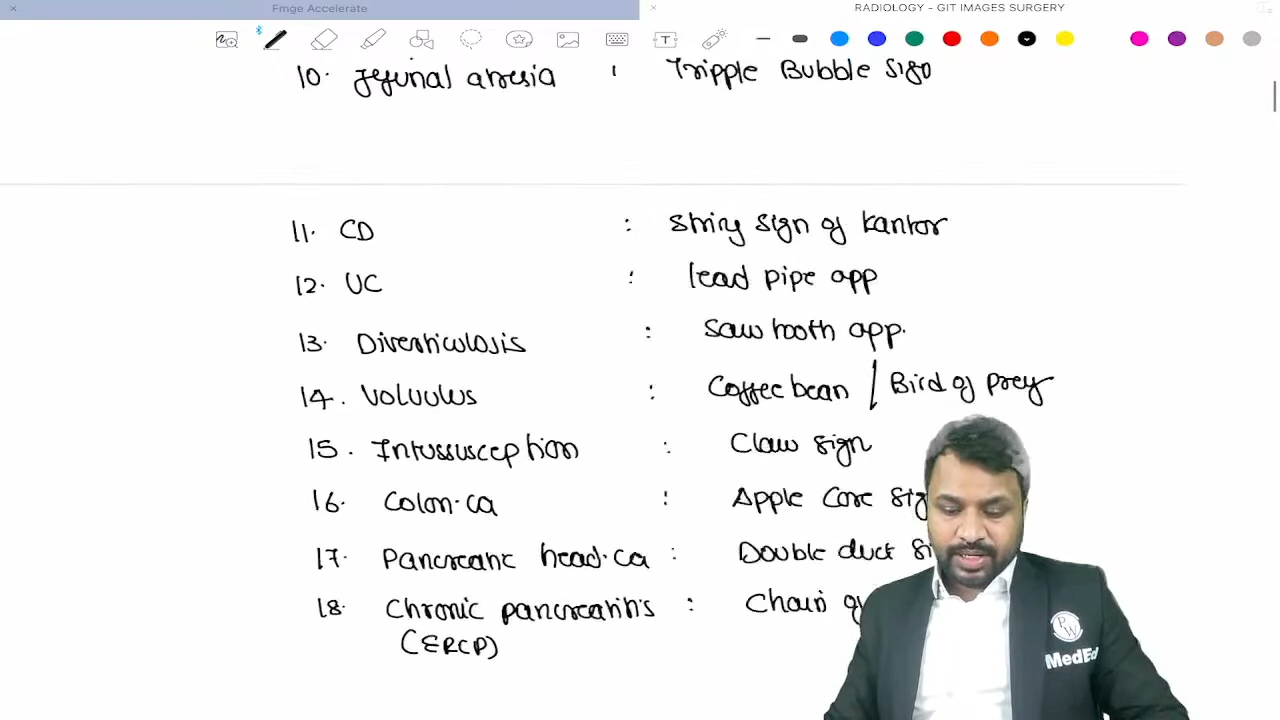 Fmge Accelerate
RADIOLOGY - GIT IMAGES SURGERY
10. Jejunal atresia : Tripple Bubble Sign
11. CD : String sign of Kantor
12. UC : lead pipe app
13. Diverticulosis : Saw tooth app.
14. Volvulus : Coffee bean / Bird of prey
15. Intussusception : Claw sign
16. Colon.ca : Apple Core
17. Pancreatic head.ca : Double duct
18. Chronic pancreatitis : Chain
(ERCP)
PW
MedEd